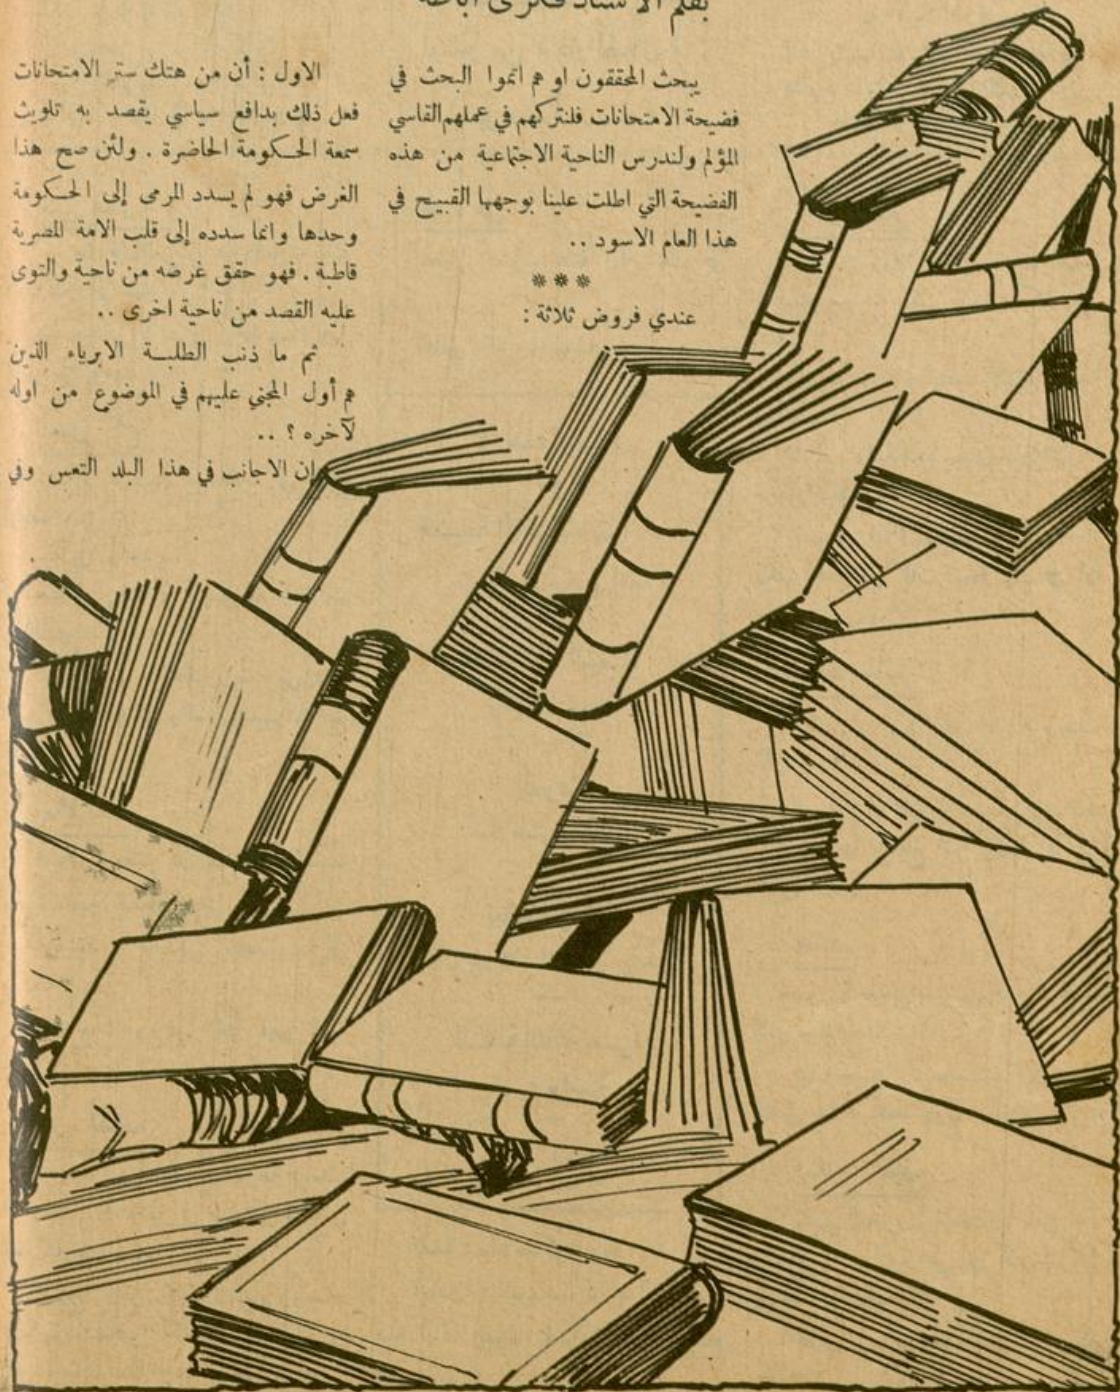 بقلم الاستاذ فكرى اباظة
يبحث المحققون او هم اتموا البحث في
فضيحة الامتحانات فلنتركهم في عملهم القاسي
المؤلم ولندرس الناحية الاجتماعية من هذه
الفضيحة التي اطلت علينا بوجهها القبيح في
هذا العام الاسود ..
***
عندي فروض ثلاثة :
الاول : أن من هتك ستر الامتحانات
فعل ذلك بدافع سياسي يقصد به تلويث
سمعة الحكومة الحاضرة . ولئن صح هذا
الغرض فهو لم يسدد المرمى إلى الحكومة
وحدها وانما سدده إلى قلب الامة المصرية
قاطبة . فهو حقق غرضه من ناحية والتوى
عليه القصد من ناحية اخرى ..
ثم ما ذنب الطلبة الابرياء الذين
هم أول المجني عليهم في الموضوع من اوله
لآخره ؟ ..
ان الاجانب في هذا البلد التعس وفي